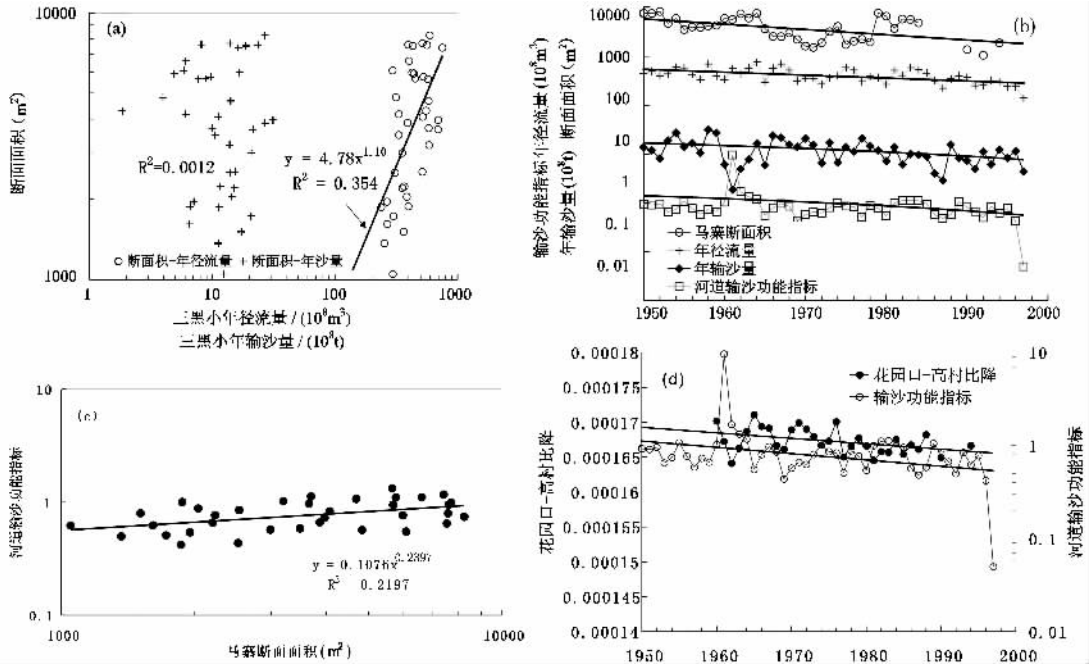 (a)
10000
1000
断面面积(m²)
R²=0.0012
y = 4.78x^1.10
R² = 0.354
○ 断面积-年径流量 + 断面积-年沙量
1 10 100 1000
三黑小年径流量/(10⁸m³)
三黑小年输沙量/(10⁸t)
(b)
10000
1000
100
10
1
0.1
0.01
输沙功能指标年径流量(10⁸m³)
年输沙量(10⁸t) 断面面积(m²)
马寨断面积
年径流量
年输沙量
河道输沙功能指标
1950 1960 1970 1980 1990 2000
(c)
10
1
0.1
河道输沙功能指标
y = 0.1076x^0.2397
R² 0.2197
1000 10000
马寨断面面积(m²)
(d)
0.00018
0.000175
0.00017
0.000165
0.00016
0.000155
0.00015
0.000145
0.00014
花园口-高村比降
花园口-高村比降
输沙功能指标
10
1
0.1
0.01
河道输沙功能指标
1950 1960 1970 1980 1990 2000